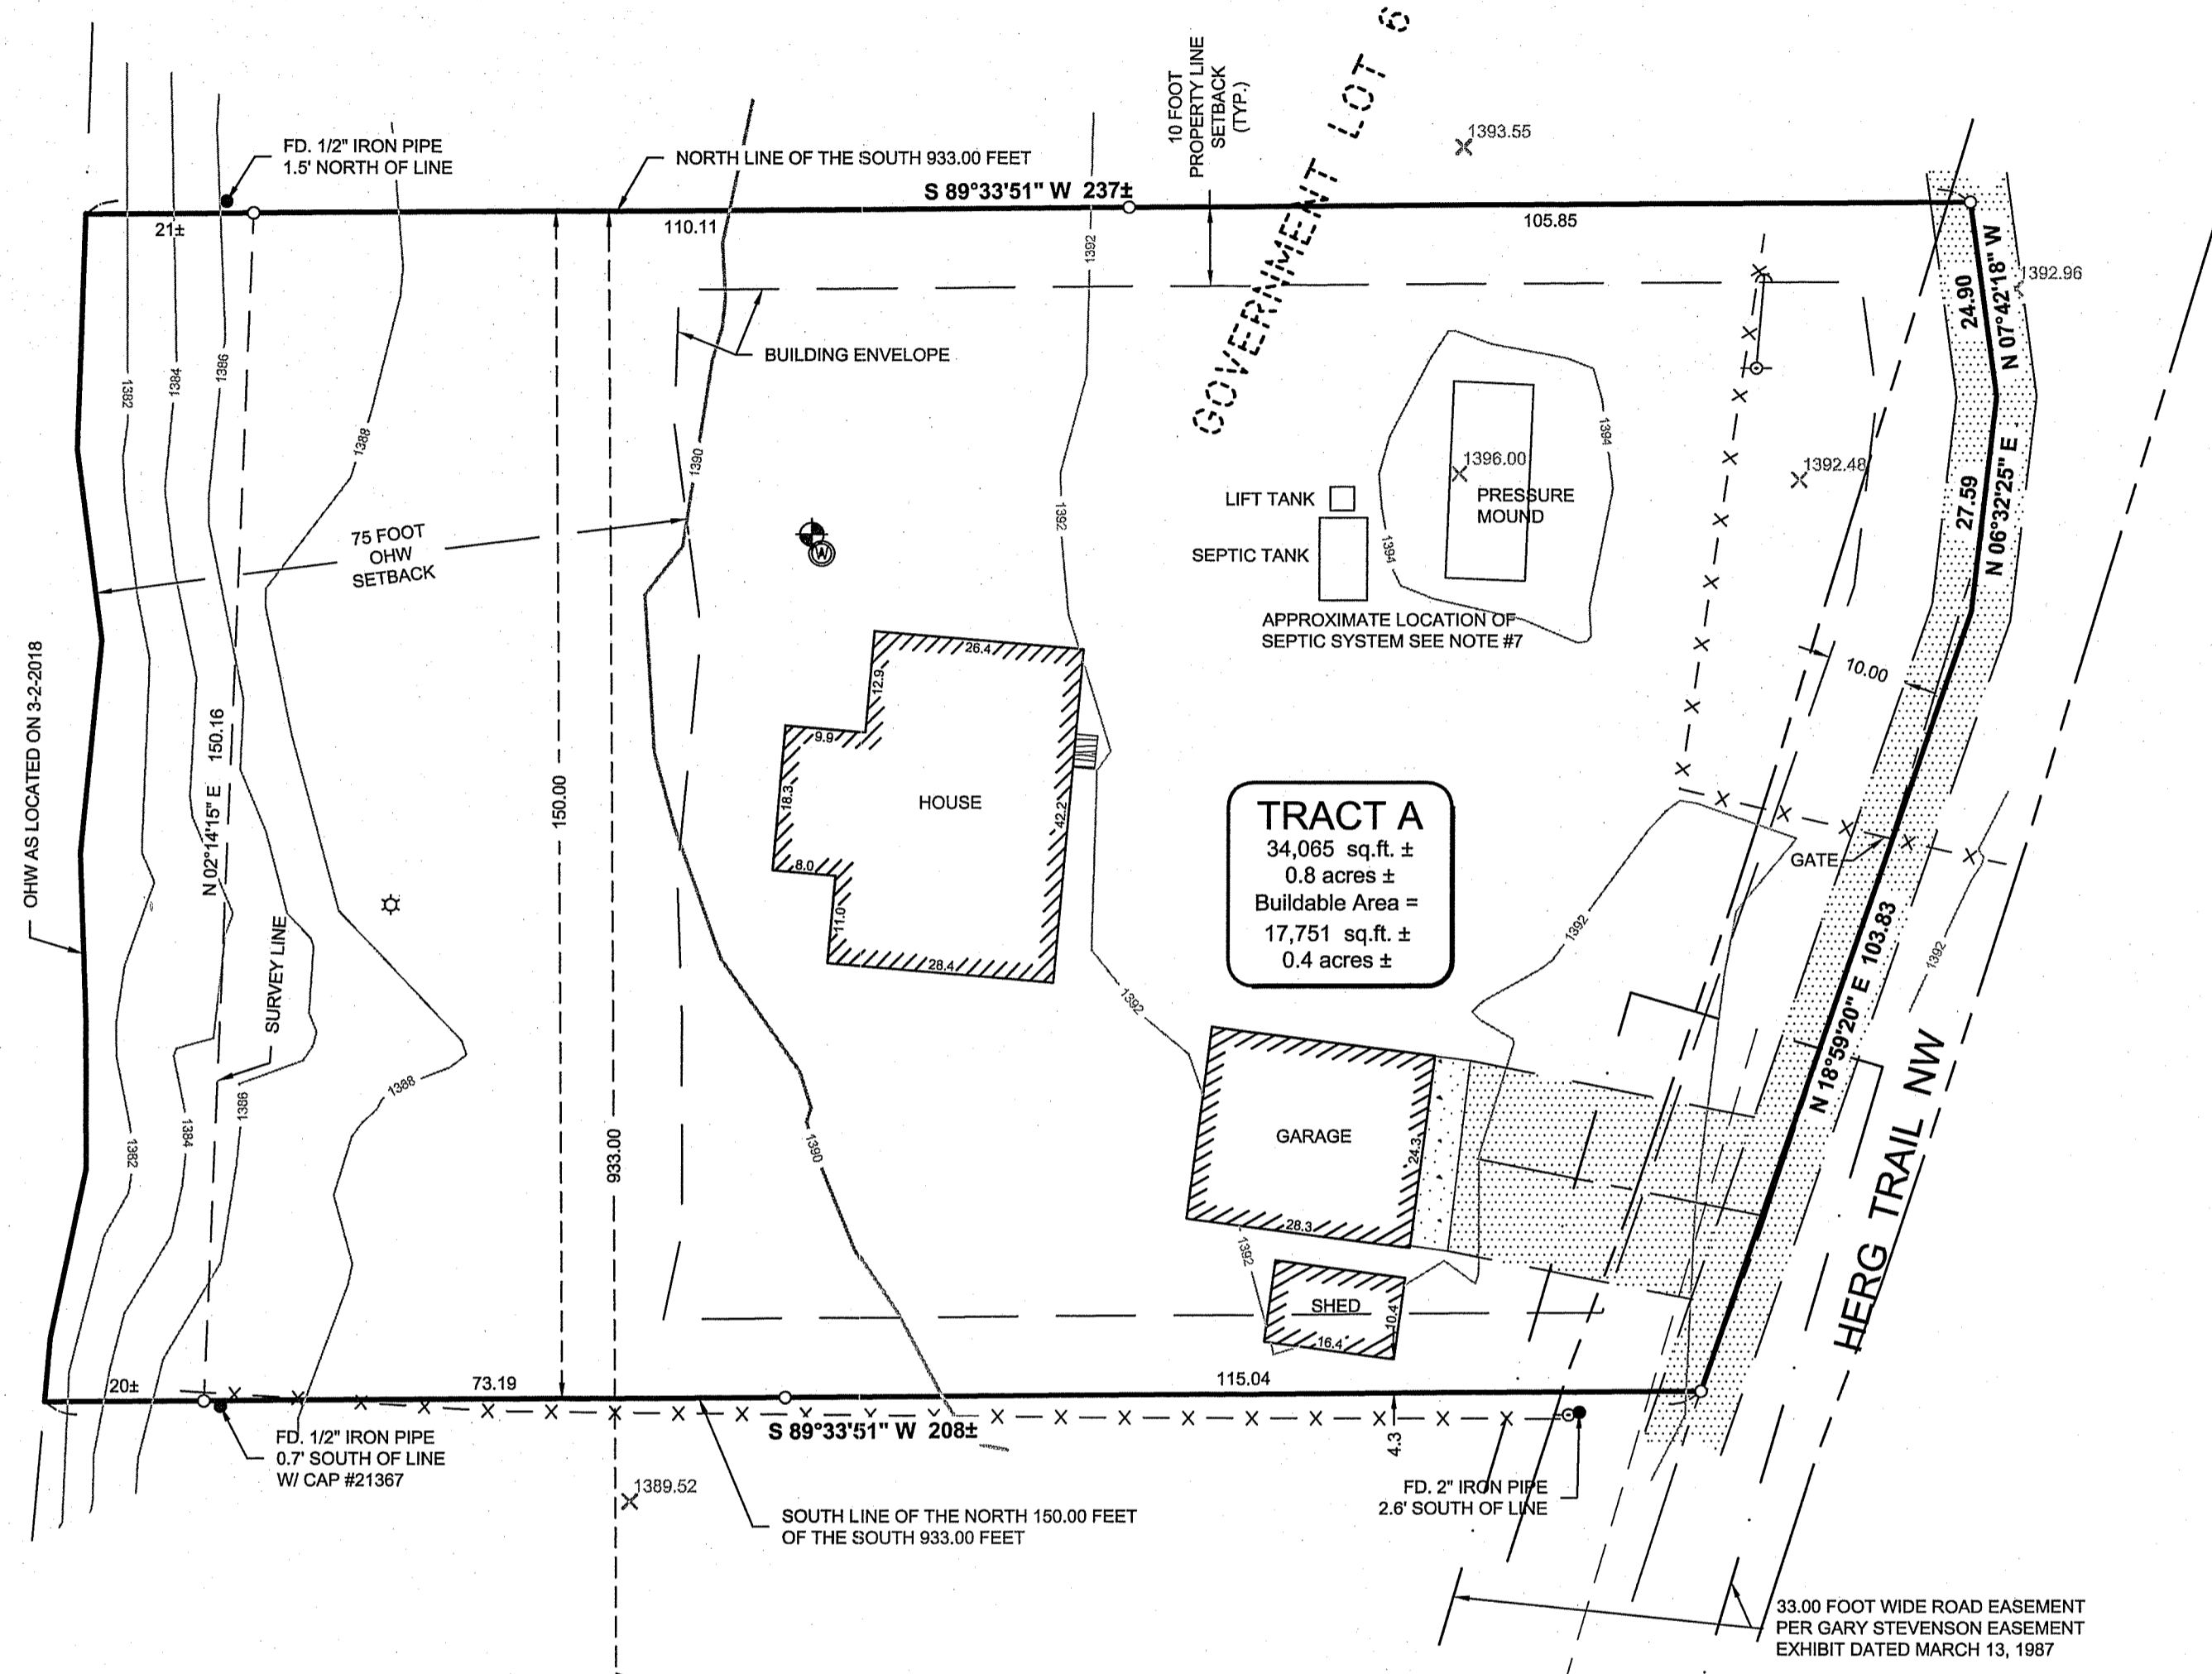 GOVERNMENT LOT 6
10 FOOT
PROPERTY LINE
SETBACK
(TYP.)
1393.55
FD. 1/2" IRON PIPE
1.5' NORTH OF LINE
NORTH LINE OF THE SOUTH 933.00 FEET
S 89°33'51" W 237±
21±
110.11
105.85
1392
24.90
N 07°42'18" W
1392.96
BUILDING ENVELOPE
1382
1384
1386
1388
1390
1394
1396.00
1392.48
PRESSURE
MOUND
LIFT TANK
SEPTIC TANK
1392
1394
27.59
N 06°32'25" E
75 FOOT
OHW
SETBACK
W
APPROXIMATE LOCATION OF
SEPTIC SYSTEM SEE NOTE #7
26.4
12.9
10.00
OHW AS LOCATED ON 3-2-2018
N 02°14'15" E 150.16
150.00
9.9
18.3
HOUSE
42.2
8.0
11.0
28.4
TRACT A
34,065 sq.ft. ±
0.8 acres ±
Buildable Area =
17,751 sq.ft. ±
0.4 acres ±
GATE
1392
1392
1392
N 18°59'20" E 103.83
SURVEY LINE
HERG TRAIL NW
1382
1384
1386
1388
933.00
1390
GARAGE
24.3
28.3
1392
SHED
10.4
16.4
20±
73.19
115.04
S 89°33'51" W 208±
4.3
FD. 1/2" IRON PIPE
0.7' SOUTH OF LINE
W/ CAP #21367
1389.52
FD. 2" IRON PIPE
2.6' SOUTH OF LINE
SOUTH LINE OF THE NORTH 150.00 FEET
OF THE SOUTH 933.00 FEET
33.00 FOOT WIDE ROAD EASEMENT
PER GARY STEVENSON EASEMENT
EXHIBIT DATED MARCH 13, 1987